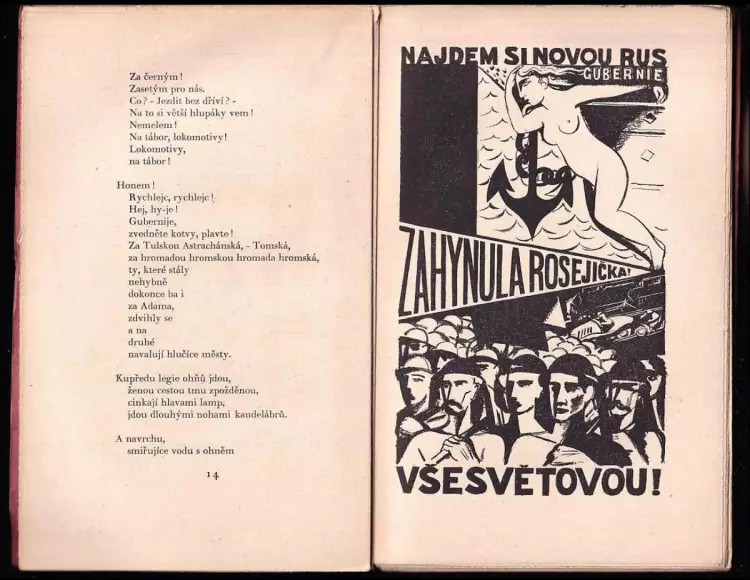 Za černým!
Zasetým pro nás.
Co? - Jezdit bez dříví? -
Na to si větší hlupáky vem!
Nemelem!
Na tábor, lokomotivy!
Lokomotivy,
na tábor!
Honem!
Rychlejc, rychlejc!
Hej, hy-je!
Gubernije,
zvedněte kotvy, plavte!
Za Tulskou Astrachánská, - Tomská,
za hromadou hromskou hromada hromská,
ty, které stály
nehybně
dokonce ba i
za Adama,
zdvihly se
a na
druhé
navalují hlučíce městy.
Kupředu legie ohňů jdou,
ženou cestou tmu zpožděnou,
cinkají hlavami lamp,
jdou dlouhými nohami kandelábrů.
A navrchu,
smiřujíce vodu s ohněm
14
NAJDEM SI NOVOU RUS
GUBERNIE
ZAHYNULA ROSEJIČKA!
VŠESVĚTOVOU!